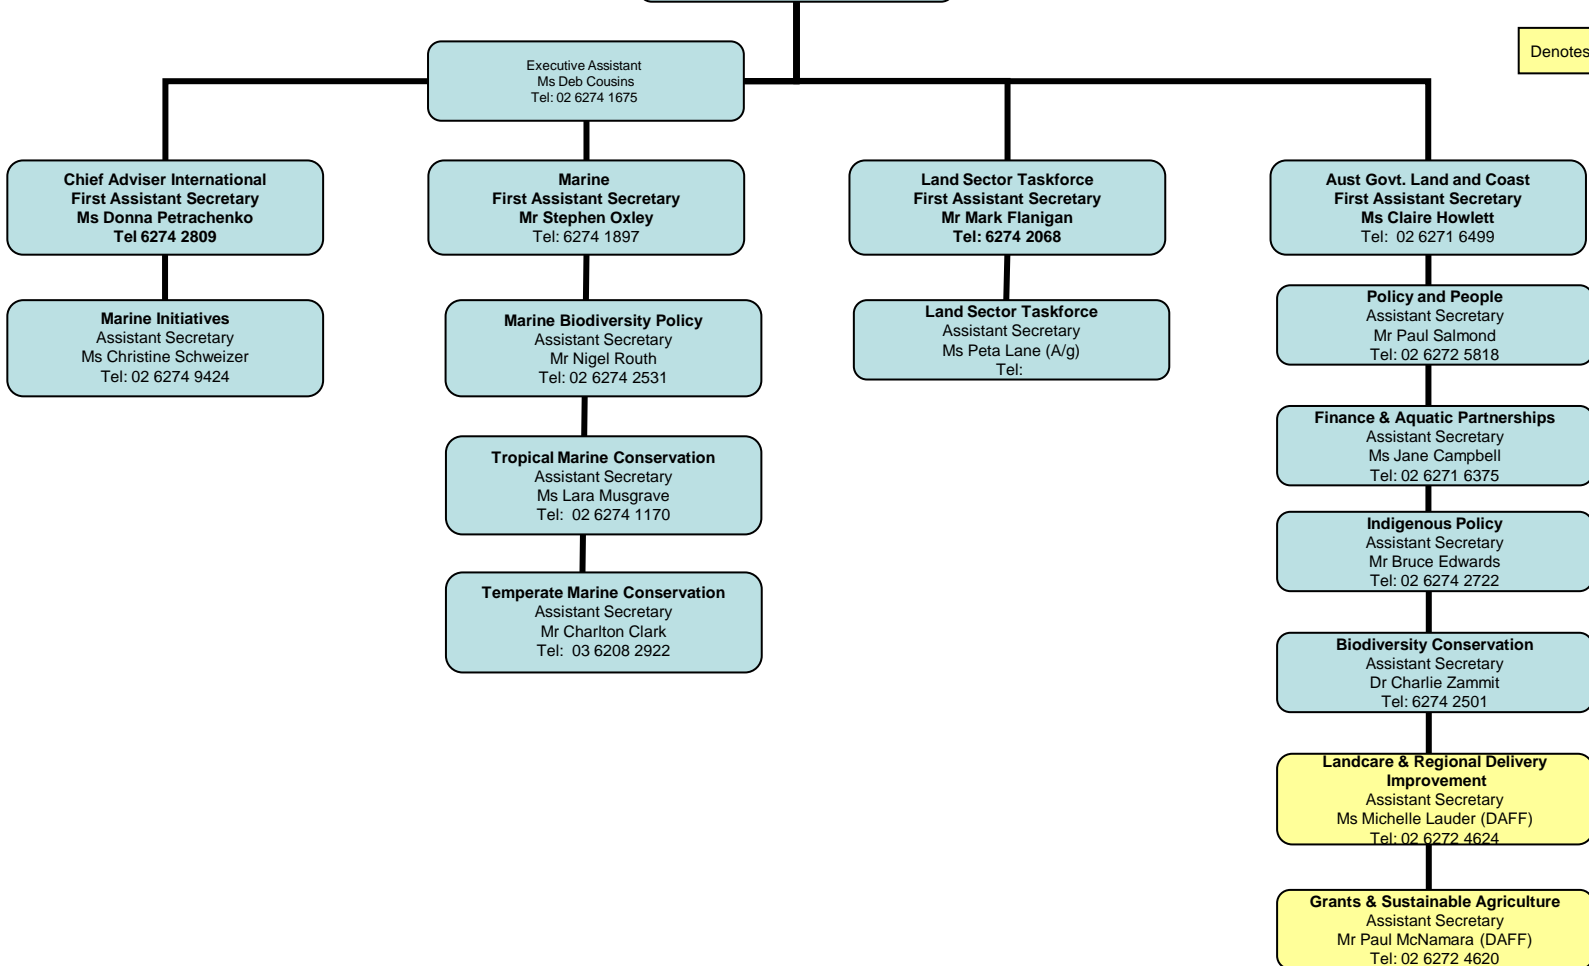 Executive Assistant
Ms Deb Cousins
Tel: 02 6274 1675
Denotes
Chief Adviser International
First Assistant Secretary
Ms Donna Petrachenko
Tel 6274 2809
Marine
First Assistant Secretary
Mr Stephen Oxley
Tel: 6274 1897
Land Sector Taskforce
First Assistant Secretary
Mr Mark Flanigan
Tel: 6274 2068
Aust Govt. Land and Coast
First Assistant Secretary
Ms Claire Howlett
Tel: 02 6271 6499
Marine Initiatives
Assistant Secretary
Ms Christine Schweizer
Tel: 02 6274 9424
Marine Biodiversity Policy
Assistant Secretary
Mr Nigel Routh
Tel: 02 6274 2531
Land Sector Taskforce
Assistant Secretary
Ms Peta Lane (A/g)
Tel:
Policy and People
Assistant Secretary
Mr Paul Salmond
Tel: 02 6272 5818
Tropical Marine Conservation
Assistant Secretary
Ms Lara Musgrave
Tel: 02 6274 1170
Finance & Aquatic Partnerships
Assistant Secretary
Ms Jane Campbell
Tel: 02 6271 6375
Temperate Marine Conservation
Assistant Secretary
Mr Charlton Clark
Tel: 03 6208 2922
Indigenous Policy
Assistant Secretary
Mr Bruce Edwards
Tel: 02 6274 2722
Biodiversity Conservation
Assistant Secretary
Dr Charlie Zammit
Tel: 6274 2501
Landcare & Regional Delivery
Improvement
Assistant Secretary
Ms Michelle Lauder (DAFF)
Tel: 02 6272 4624
Grants & Sustainable Agriculture
Assistant Secretary
Mr Paul McNamara (DAFF)
Tel: 02 6272 4620